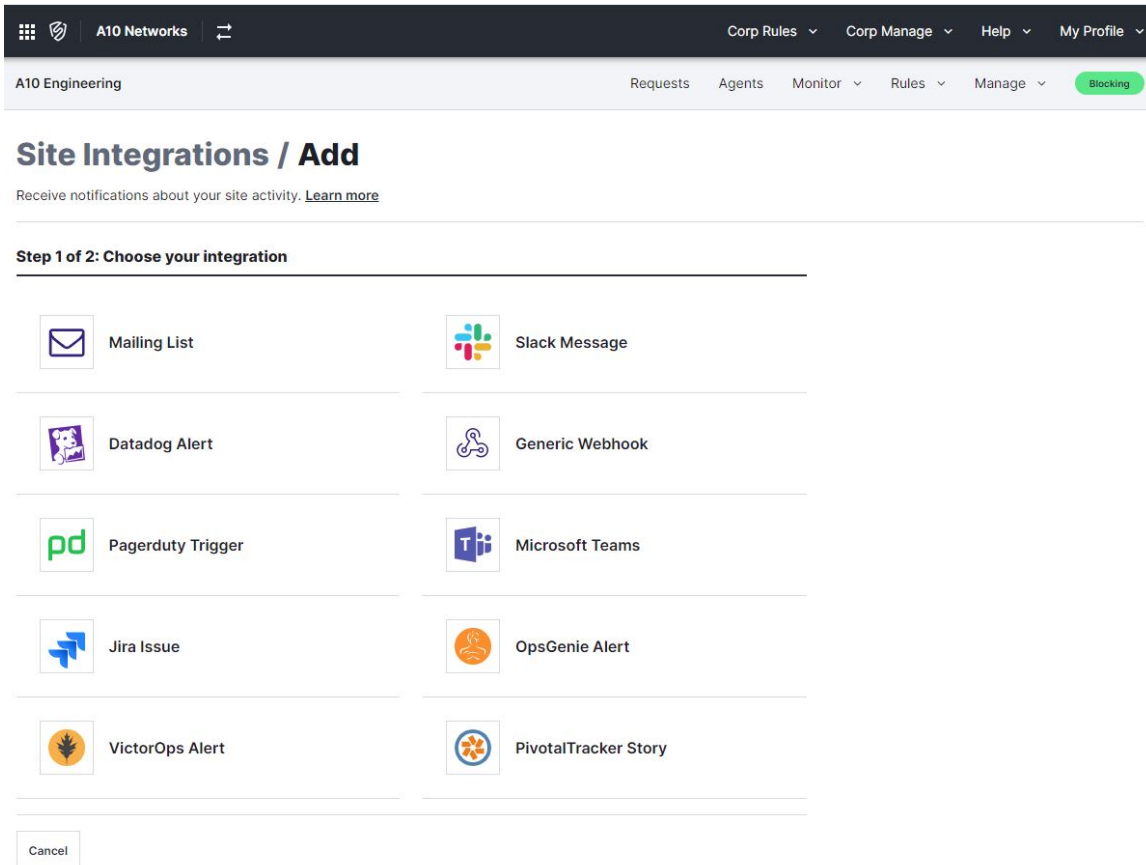 A10 Networks Corp Rules Corp Manage Help My Profile
A10 Engineering Requests Agents Monitor Rules Manage Blocking
Site Integrations / Add
Receive notifications about your site activity. Learn more
Step 1 of 2: Choose your integration
Mailing List Slack Message
Datadog Alert Generic Webhook
pd Pagerduty Trigger T Microsoft Teams
Jira Issue OpsGenie Alert
VictorOps Alert PivotalTracker Story
Cancel